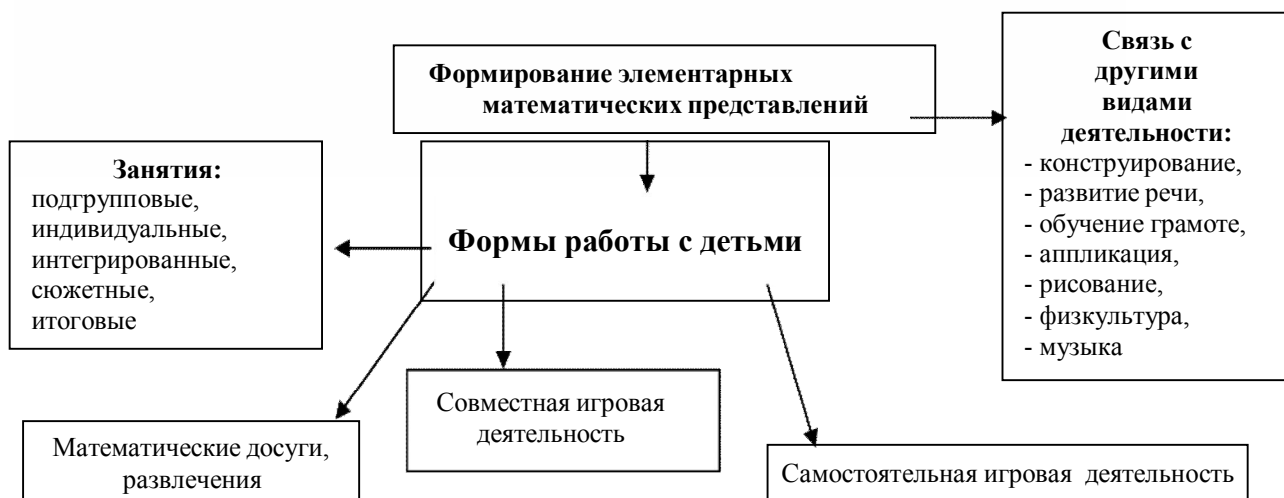 Формирование элементарных
математических представлений
Связь с
другими
видами
деятельности:
- конструирование,
- развитие речи,
- обучение грамоте,
- аппликация,
- рисование,
- физкультура,
- музыка
Занятия:
подгрупповые,
индивидуальные,
интегрированные,
сюжетные,
итоговые
Формы работы с детьми
Математические досуги,
развлечения
Совместная игровая
деятельность
Самостоятельная игровая деятельность